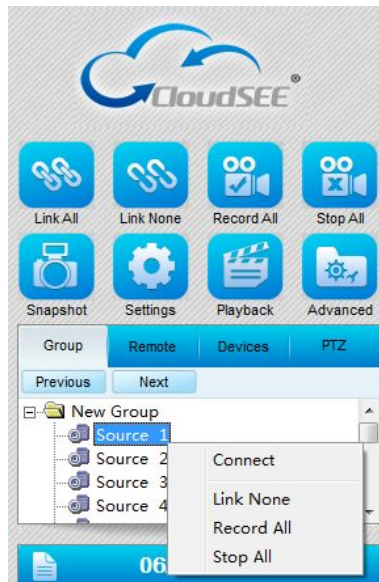 CloudSEE®
Link All Link None Record All Stop All
Snapshot Settings Playback Advanced
Group Remote Devices PTZ
Previous Next
New Group
Source 1
Source 2
Connect
Source 3
Link None
Source 4
Record All
Stop All
06